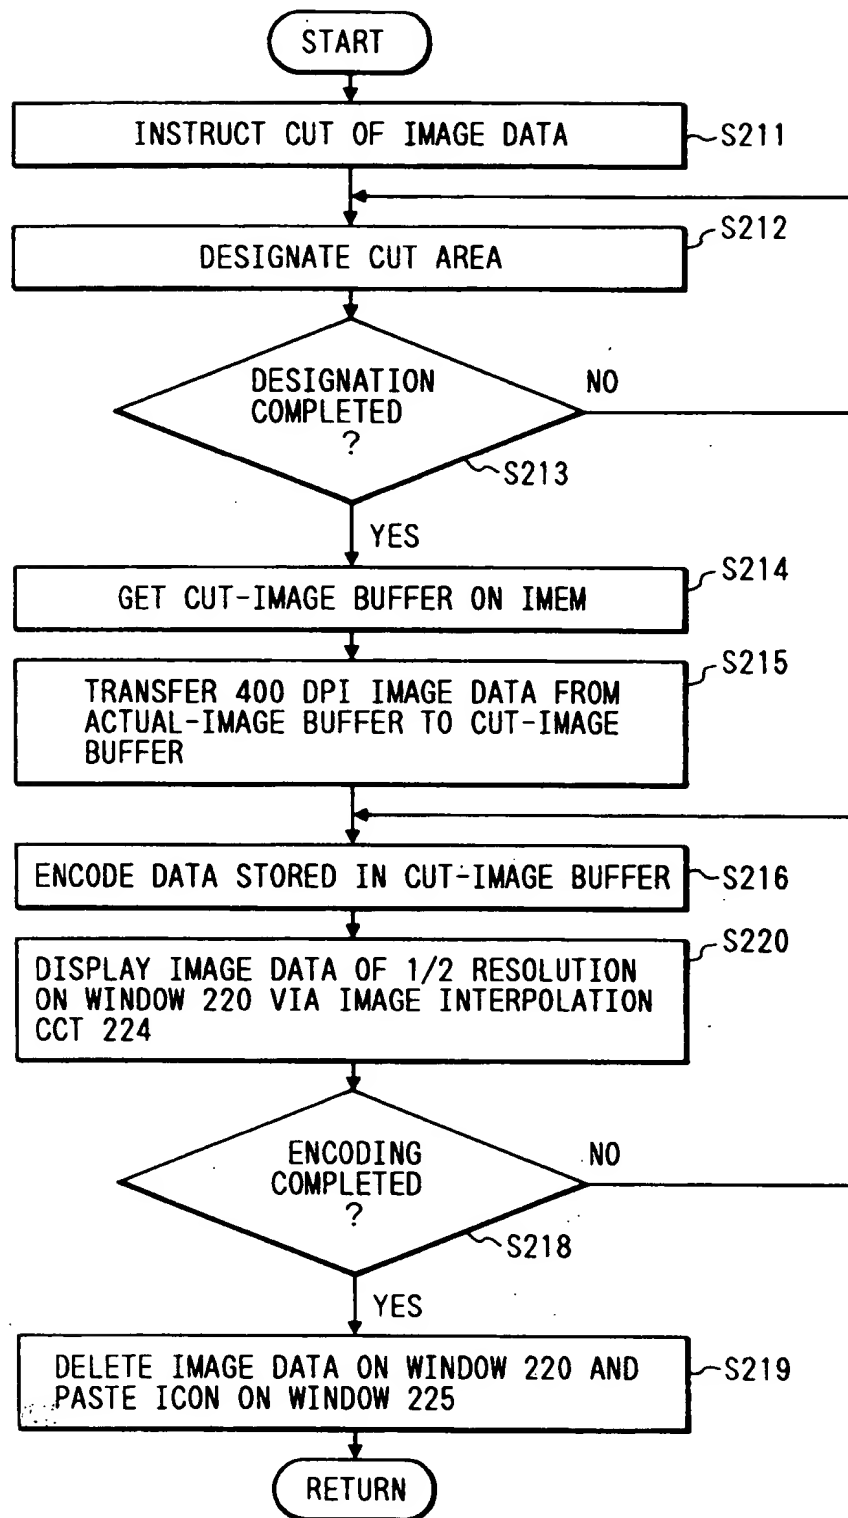 START
INSTRUCT CUT OF IMAGE DATA
S211
S212
DESIGNATE CUT AREA
DESIGNATION
COMPLETED
?
NO
S213
YES
S214
GET CUT-IMAGE BUFFER ON IMEM
S215
TRANSFER 400 DPI IMAGE DATA FROM
ACTUAL-IMAGE BUFFER TO CUT-IMAGE
BUFFER
ENCODE DATA STORED IN CUT-IMAGE BUFFER
S216
S220
DISPLAY IMAGE DATA OF 1/2 RESOLUTION
ON WINDOW 220 VIA IMAGE INTERPOLATION
CCT 224
ENCODING
COMPLETED
?
NO
S218
YES
DELETE IMAGE DATA ON WINDOW 220 AND
PASTE ICON ON WINDOW 225
S219
RETURN